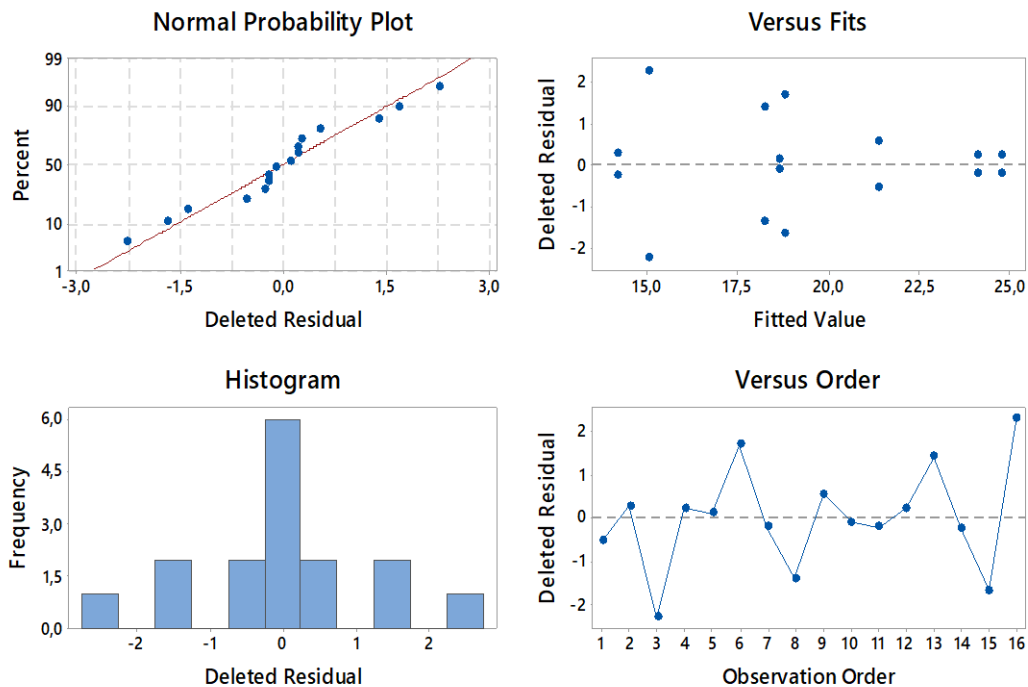 Normal Probability Plot
99
90
50
10
1
Percent
-3,0 -1,5 0,0 1,5 3,0
Deleted Residual
Versus Fits
2
1
0
-1
-2
Deleted Residual
15,0 17,5 20,0 22,5 25,0
Fitted Value
Histogram
6,0
4,5
3,0
1,5
0,0
Frequency
-2 -1 0 1 2
Deleted Residual
Versus Order
2
1
0
-1
-2
Deleted Residual
1 2 3 4 5 6 7 8 9 10 11 12 13 14 15 16
Observation Order